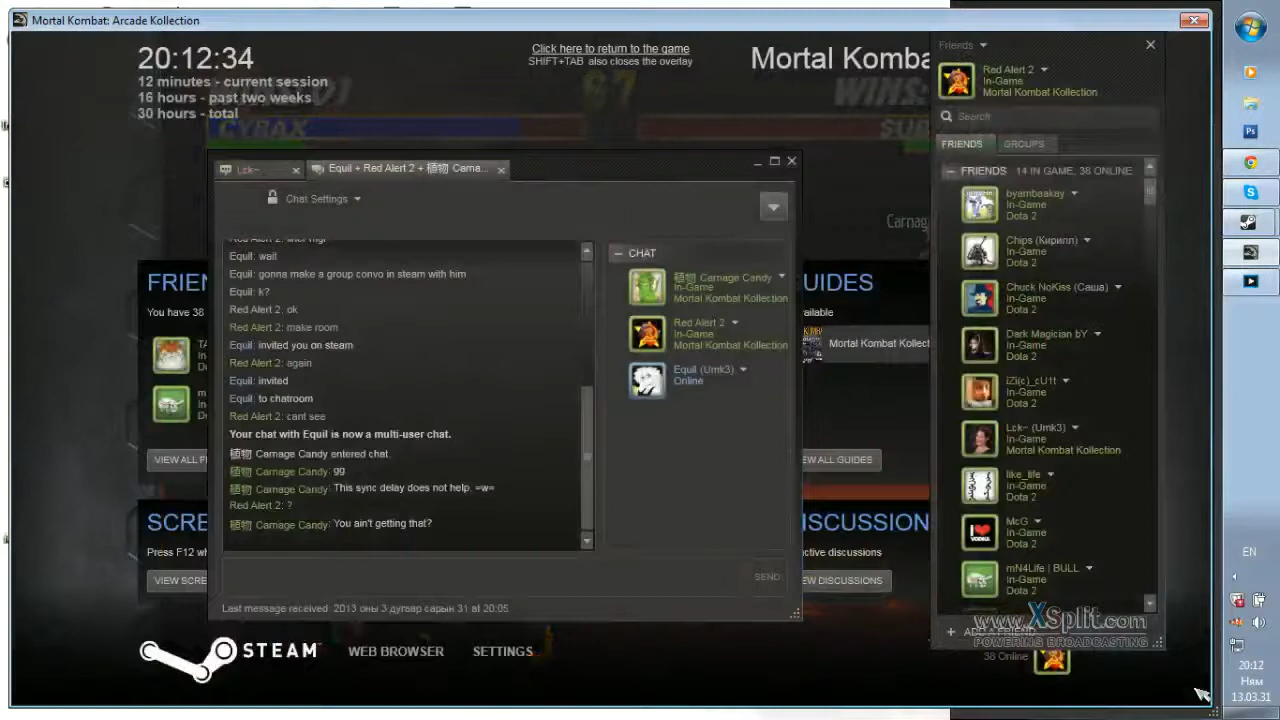 Mortal Kombat: Arcade Kollection
20:12:34
12 minutes - current session
16 hours - past two weeks
30 hours - total
Click here to return to the game
SHIFT+TAB also closes the overlay
Mortal Komba
CYRAX
Equil + Red Alert 2 + 植物 Carna...
Chat Settings
Equil: wait
Equil: gonna make a group convo in steam with him
Equil: k?
Red Alert 2: ok
Red Alert 2: make room
Equil: invited you on steam
Red Alert 2: again
Equil: invited
Equil: to chatroom
Red Alert 2: cant see
Your chat with Equil is now a multi-user chat.
植物 Carnage Candy entered chat.
植物 Carnage Candy: gg
植物 Carnage Candy: This sync delay does not help. =w=
Red Alert 2: ?
植物 Carnage Candy: You ain't getting that?
SEND
Last message received 2013 оны 3 дугаар сарын 31 at 20:05
CHAT
植物 Carnage Candy
In-Game
Mortal Kombat Kollection
Red Alert 2
In-Game
Mortal Kombat Kollection
Equil (Umk3)
Online
Carnag
FRIEN
You have 38
VIEW ALL F
SCRE
Press F12 wh
VIEW SCRE
UIDES
vailable
Mortal Kombat Kollect
EW ALL GUIDES
ISCUSSION
active discussions
EW DISCUSSIONS
STEAM
WEB BROWSER
SETTINGS
Friends
Red Alert 2
In-Game
Mortal Kombat Kollection
Search
FRIENDS
GROUPS
FRIENDS 14 IN GAME, 38 ONLINE
byambaakay
In-Game
Dota 2
Chips (Кирилл)
In-Game
Dota 2
Chuck NoKiss (Саша)
In-Game
Dota 2
Dark Magician bY
In-Game
Dota 2
iZi(c)_cU1t
In-Game
Dota 2
Lck~ (Umk3)
In-Game
Mortal Kombat Kollection
like_life
In-Game
Dota 2
McG
In-Game
Dota 2
mN4Life | BULL
In-Game
Dota 2
www.XSplit.com
POWERING BROADCASTING
38 Online
EN
20:12
Ням
13.03.31